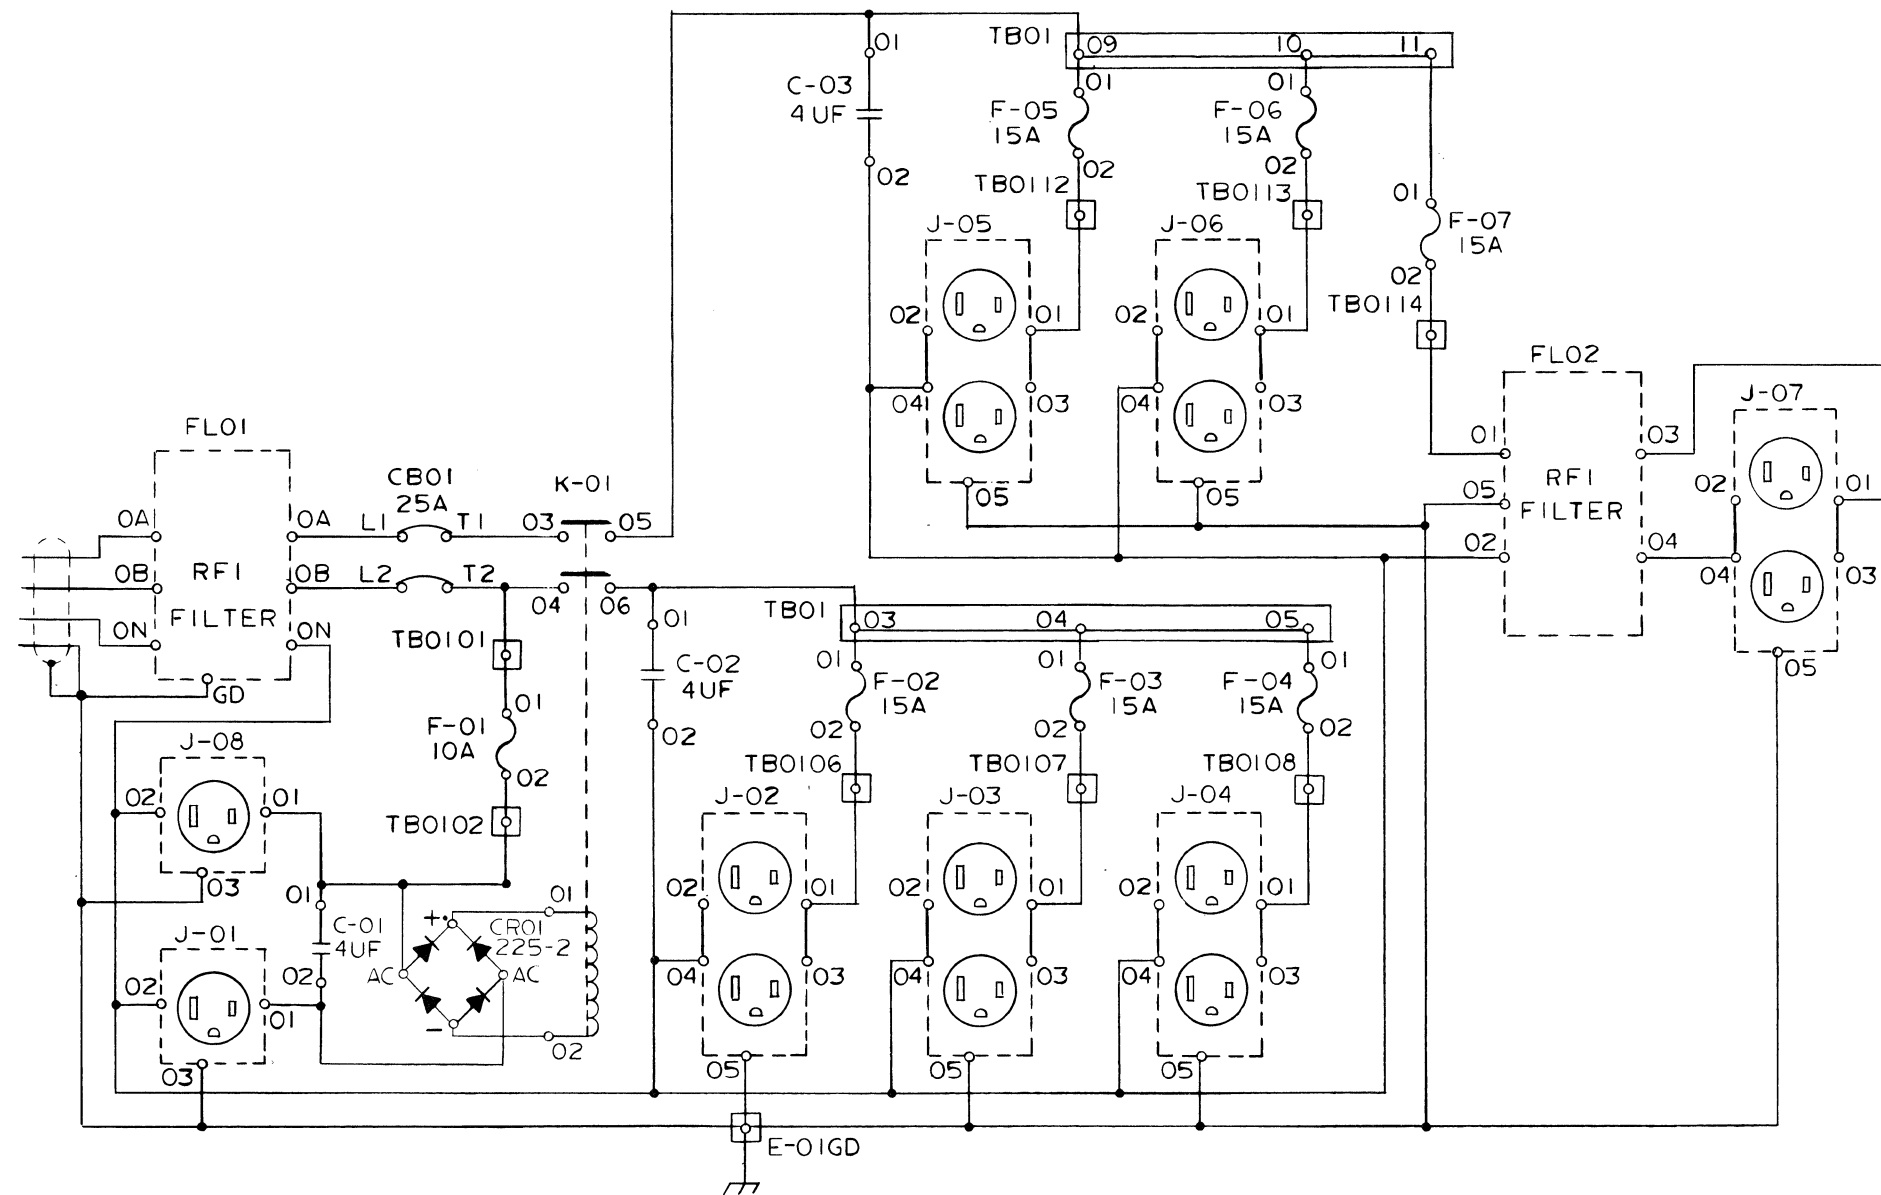 TB01 09 10 11
01
C-03
4UF
02
01
F-05
15A
02
01
F-06
15A
02
TB0112
TB0113
01
F-07
15A
02
TB0114
J-05
02 01
04 03
05
J-06
02 01
04 03
05
FL02
01 03
05
RFI
FILTER
02 04
J-07
02 01
04 03
05
FL01
0A 0A
0B 0B
RFI
FILTER
0N 0N
GD
CB01
25A
L1 T1
L2 T2
K-01
03 05
04 06
TB0101
01
F-01
10A
02
TB0102
01
C-02
4UF
02
TB01 03 04 05
01
F-02
15A
02
01
F-03
15A
02
01
F-04
15A
02
TB0106
TB0107
TB0108
J-02
02 01
04 03
05
J-03
02 01
04 03
05
J-04
02 01
04 03
05
J-08
02 01
03
J-01
02 01
03
01
C-01
4UF
02
+
CR01
225-2
AC AC
-
01
02
E-01GD